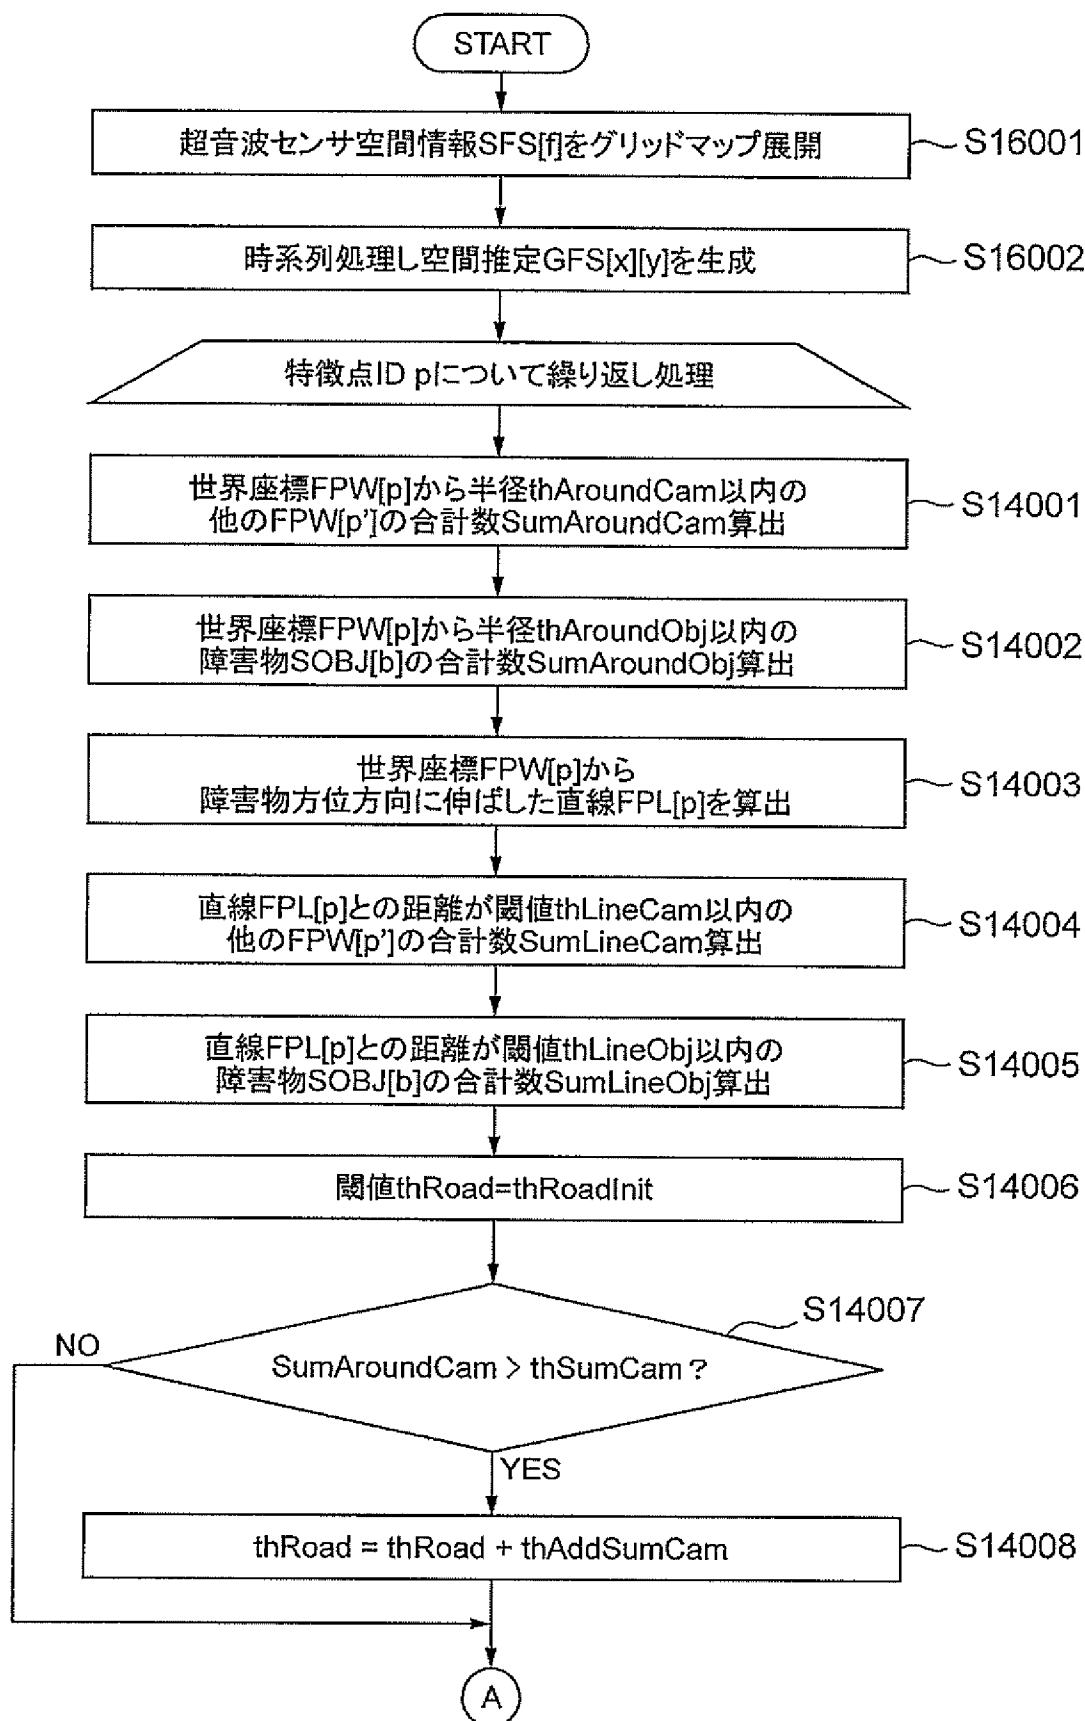 START
超音波センサ空間情報SFS[f]をグリッドマップ展開
S16001
時系列処理し空間推定GFS[x][y]を生成
S16002
特徴点ID pについて繰り返し処理
世界座標FPW[p]から半径thAroundCam以内の
他のFPW[p']の合計数SumAroundCam算出
S14001
世界座標FPW[p]から半径thAroundObj以内の
障害物SOBJ[b]の合計数SumAroundObj算出
S14002
世界座標FPW[p]から
障害物方位方向に伸ばした直線FPL[p]を算出
S14003
直線FPL[p]との距離が閾値thLineCam以内の
他のFPW[p']の合計数SumLineCam算出
S14004
直線FPL[p]との距離が閾値thLineObj以内の
障害物SOBJ[b]の合計数SumLineObj算出
S14005
閾値thRoad=thRoadInit
S14006
S14007
NO
SumAroundCam > thSumCam ?
YES
thRoad = thRoad + thAddSumCam
S14008
A